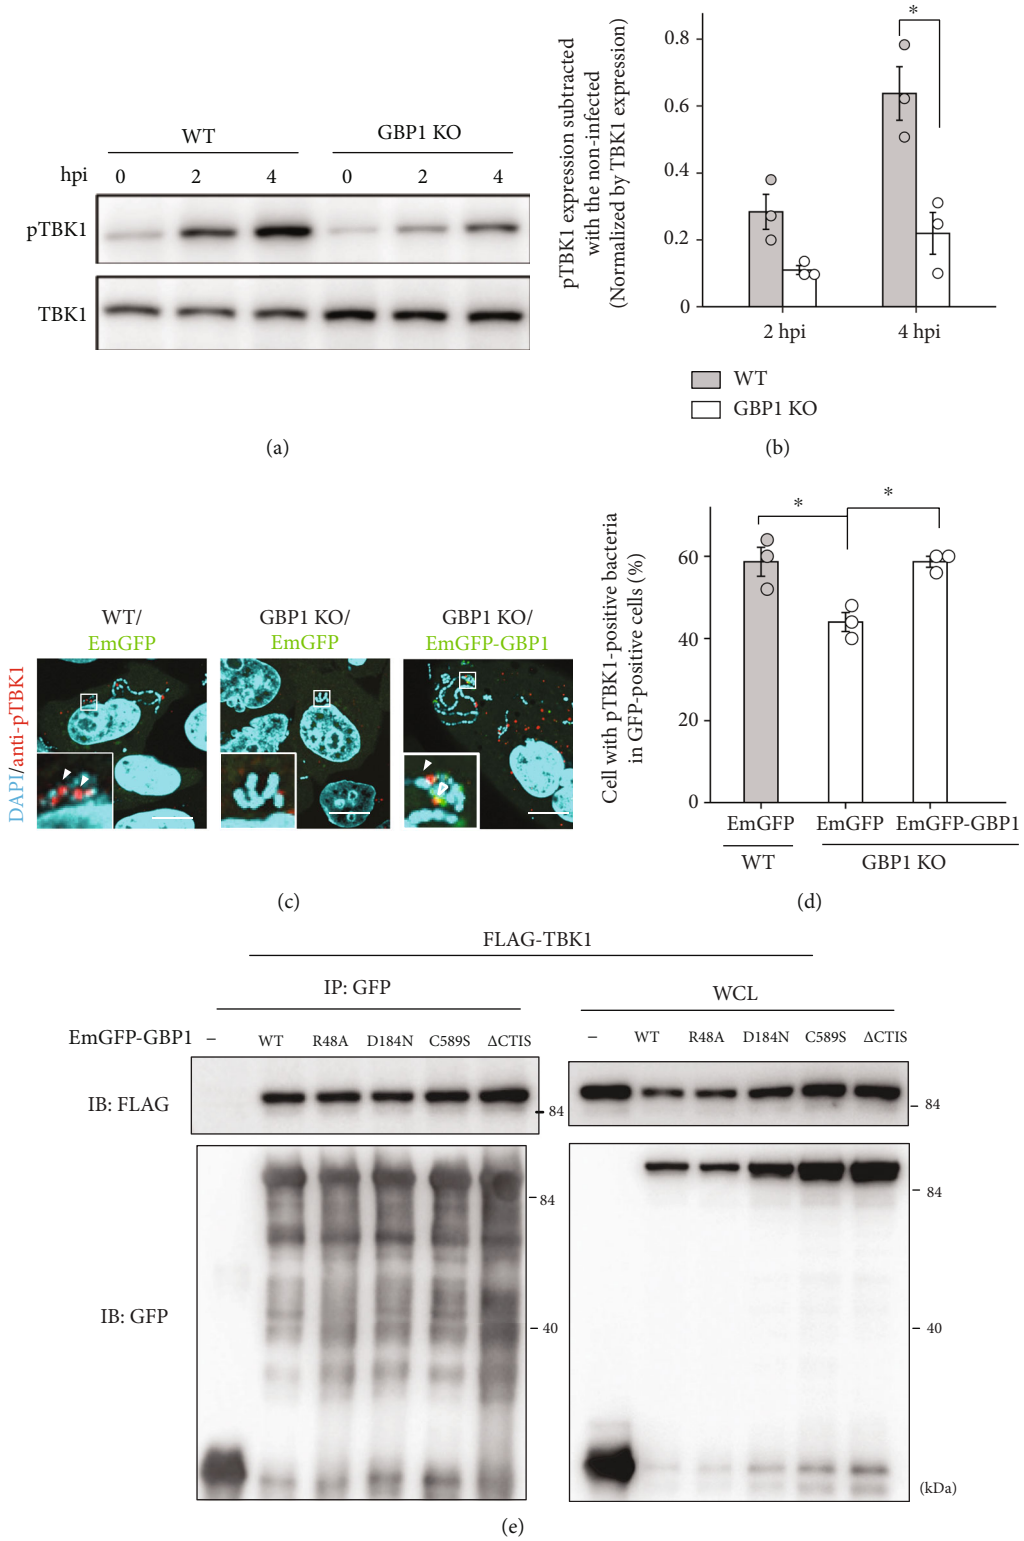 WT GBP1 KO
hpi 0 2 4 0 2 4
pTBK1
TBK1
(a)
pTBK1 expression subtracted
with the non-infected
(Normalized by TBK1 expression)
0.8
0.6
0.4
0.2
0
*
2 hpi 4 hpi
WT
GBP1 KO
(b)
DAPI/anti-pTBK1
WT/
EmGFP
GBP1 KO/
EmGFP
GBP1 KO/
EmGFP-GBP1
(c)
Cell with pTBK1-positive bacteria
in GFP-positive cells (%)
60
40
20
0
* *
EmGFP EmGFP EmGFP-GBP1
WT GBP1 KO
(d)
FLAG-TBK1
IP: GFP WCL
EmGFP-GBP1 – WT R48A D184N C589S ΔCTIS – WT R48A D184N C589S ΔCTIS
IB: FLAG
84 84
IB: GFP
84 84
40 40
(kDa)
(e)